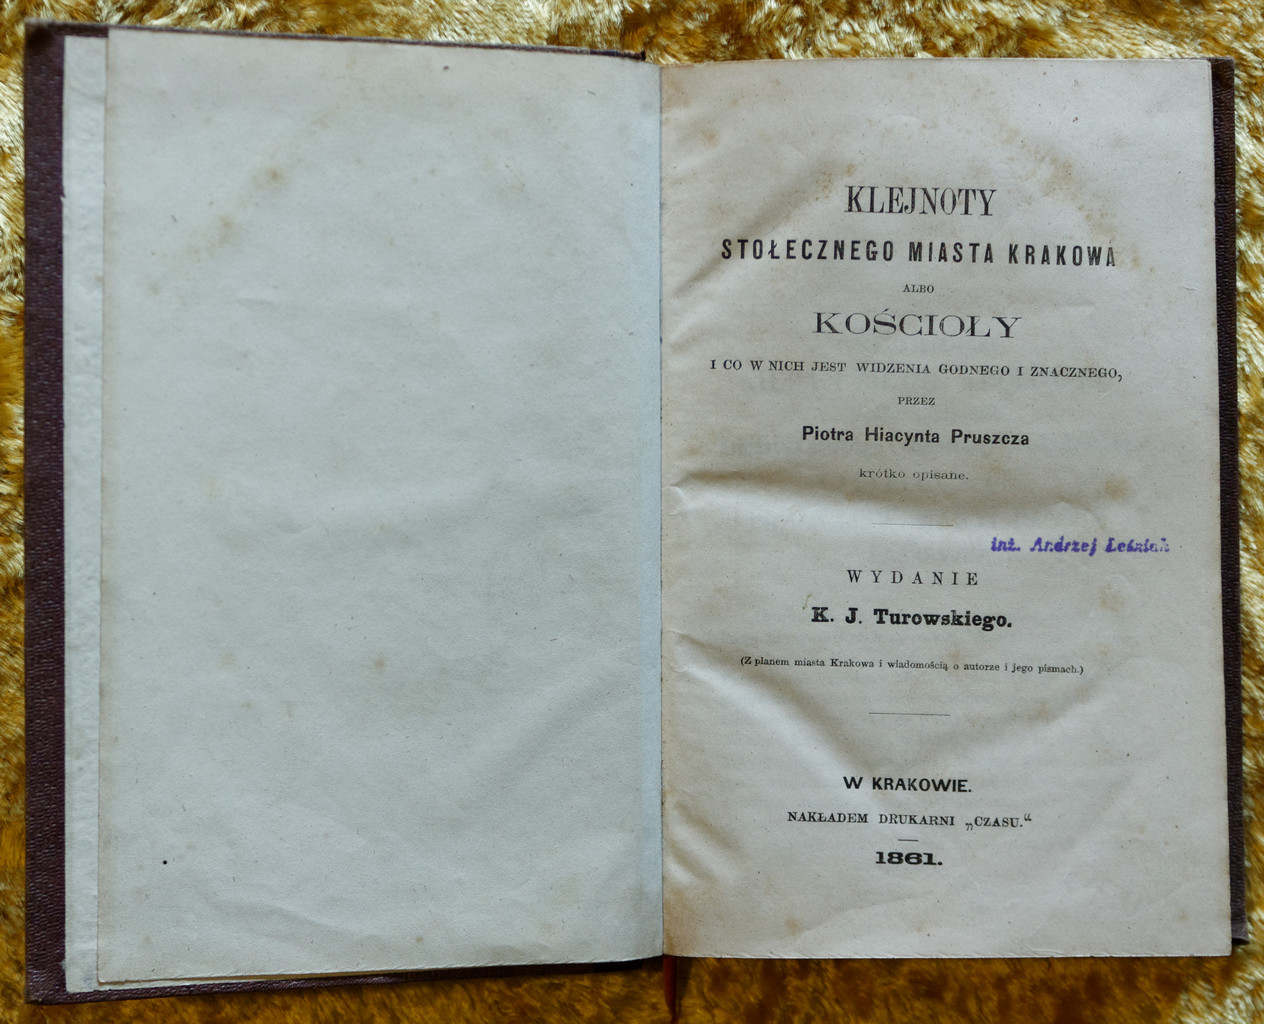 KLEJNOTY
STOŁECZNEGO MIASTA KRAKOWA
ALBO
KOŚCIOŁY
I CO W NICH JEST WIDZENIA GODNEGO I ZNACZNEGO,
PRZEZ
Piotra Hiacynta Pruszcza
krótko opisane.
inż. Andrzej Leśniak
WYDANIE
K. J. Turowskiego.
(Z planem miasta Krakowa i wiadomością o autorze i jego pismach.)
W KRAKOWIE.
NAKŁADEM DRUKARNI „CZASU.“
1861.